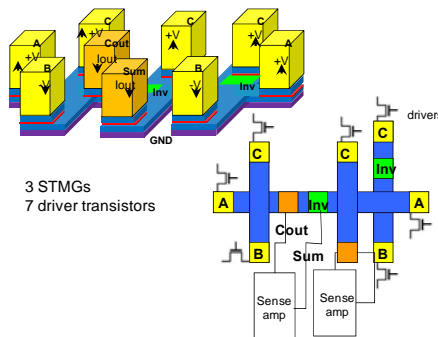 C
+V
C
+V
A
+V
Cout
Iout
A
+V
B
-V
Sum
Iout
B
-V
Inv
Inv
GND
3 STMGs
7 driver transistors
drivers
C
C
C
Inv
A
Inv
A
Cout
B
Sum
B
Sense
amp
Sense
amp